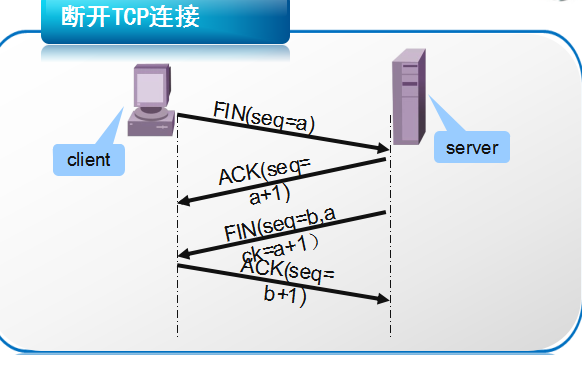 断开TCP连接
FIN(seq=a)
client
server
ACK(seq=
a+1)
FIN(seq=b,a
ck=a+1）
ACK(seq=
b+1)